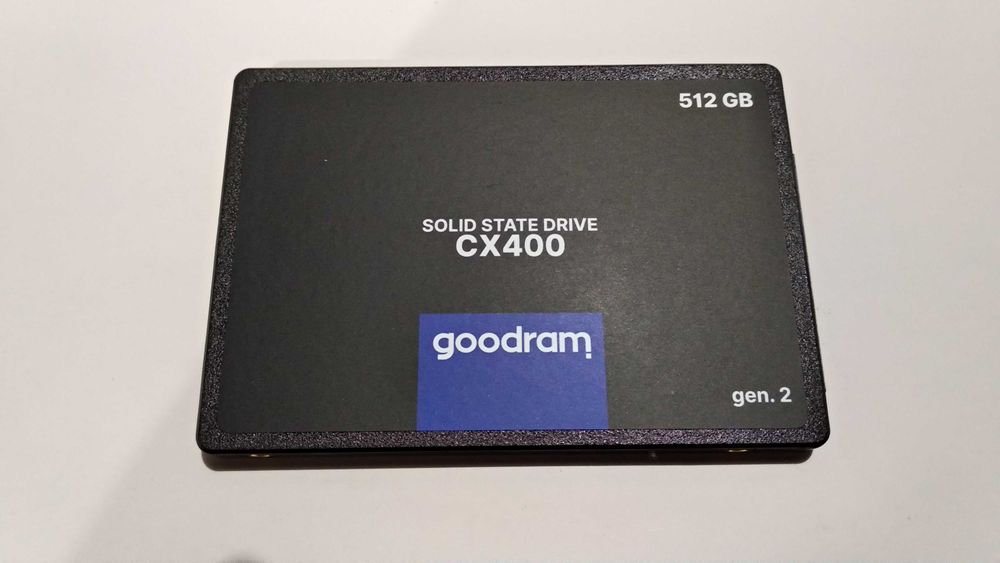 512 GB
SOLID STATE DRIVE
CX400
goodram
gen. 2